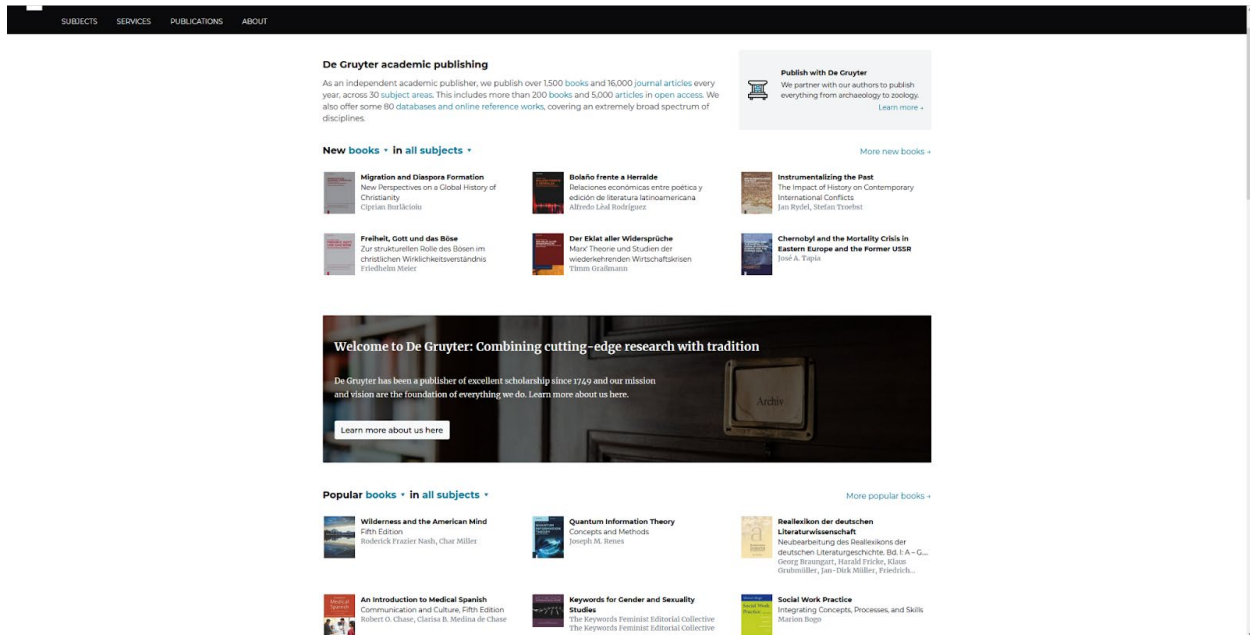 SUBJECTS SERVICES PUBLICATIONS ABOUT
De Gruyter academic publishing
As an independent academic publisher, we publish over 1,500 books and 16,000 journal articles every
year, across 30 subject areas. This includes more than 200 books and 5,000 articles in open access. We
also offer some 80 databases and online reference works, covering an extremely broad spectrum of
disciplines.
Publish with De Gruyter
We partner with our authors to publish
everything from archaeology to zoology.
Learn more →
New books ▾ in all subjects ▾
More new books →
Migration and Diaspora Formation
New Perspectives on a Global History of
Christianity
Ciprian Burlăcioiu
Bolaño frente a Herralde
Relaciones económicas entre poética y
edición de literatura latinoamericana
Alfredo Lèal Rodríguez
Instrumentalizing the Past
The Impact of History on Contemporary
International Conflicts
Jan Rydel, Stefan Troebst
Freiheit, Gott und das Böse
Zur strukturellen Rolle des Bösen im
christlichen Wirklichkeitsverständnis
Friedhelm Meier
Der Eklat aller Widersprüche
Marx' Theorie und Studien der
wiederkehrenden Wirtschaftskrisen
Timm Graßmann
Chernobyl and the Mortality Crisis in
Eastern Europe and the Former USSR
José A. Tapia
Welcome to De Gruyter: Combining cutting-edge research with tradition
De Gruyter has been a publisher of excellent scholarship since 1749 and our mission
and vision are the foundation of everything we do. Learn more about us here.
Archiv
Learn more about us here
Popular books ▾ in all subjects ▾
More popular books →
Wilderness and the American Mind
Fifth Edition
Roderick Frazier Nash, Char Miller
Quantum Information Theory
Concepts and Methods
Joseph M. Renes
Reallexikon der deutschen
Literaturwissenschaft
Neubearbeitung des Reallexikons der
deutschen Literaturgeschichte. Bd. I: A – G...
Georg Braungart, Harald Fricke, Klaus
Grubmüller, Jan-Dirk Müller, Friedrich...
An Introduction to Medical Spanish
Communication and Culture, Fifth Edition
Robert O. Chase, Clarisa B. Medina de Chase
Keywords for Gender and Sexuality
Studies
The Keywords Feminist Editorial Collective
The Keywords Feminist Editorial Collective
Social Work Practice
Integrating Concepts, Processes, and Skills
Marion Bogo